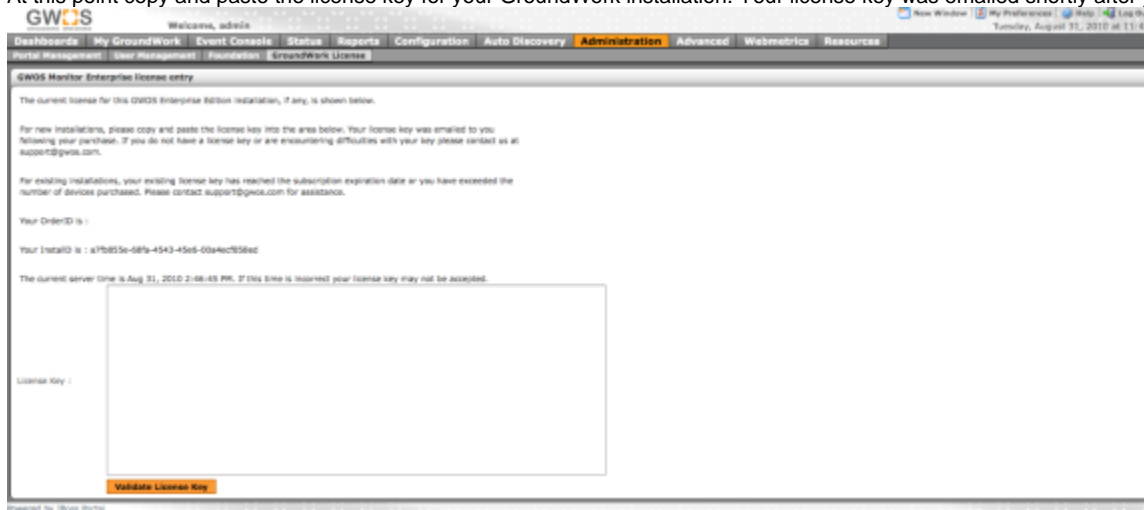 At this point copy and paste the license key for your GroundWork installation. Your license key was emailed shortly after
GWOS
Welcome, admin
New Window My Preferences Help Log
Tuesday, August 31, 2010 at 11:4
Dashboards My GroundWork Event Console Status Reports Configuration Auto Discovery Administration Advanced Webmetrics Resources
Portal Management User Management Foundation GroundWork License
GWOS Monitor Enterprise license entry
The current license for this GWOS Enterprise Edition installation, if any, is shown below.
For new installations, please copy and paste the license key into the area below. Your license key was emailed to you
following your purchase. If you do not have a license key or are encountering difficulties with your key please contact us at
support@gwos.com.
For existing installations, your existing license key has reached the subscription expiration date or you have exceeded the
number of devices purchased. Please contact support@gwos.com for assistance.
Your OrderID is :
Your InstallID is :
The current server time is Aug 31, 2010 2:46:45 PM. If this time is incorrect your license key may not be accepted.
License Key :
Validate License Key
Powered by JBoss Portal